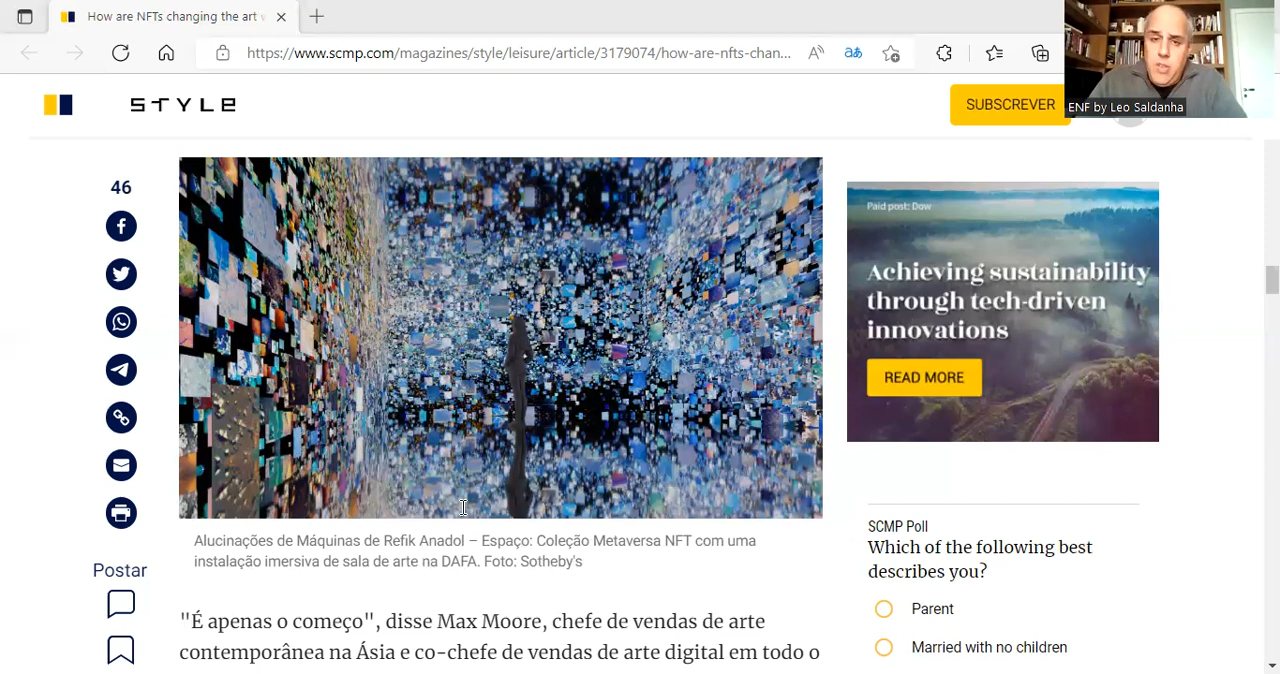 How are NFTs changing the art
https://www.scmp.com/magazines/style/leisure/article/3179074/how-are-nfts-chan...
ENF by Leo Saldanha
STYLE
SUBSCREVER
46
Paid post: Dow
Achieving sustainability
through tech-driven
innovations
READ MORE
Alucinações de Máquinas de Refik Anadol – Espaço: Coleção Metaversa NFT com uma
instalação imersiva de sala de arte na DAFA. Foto: Sotheby's
Postar
"É apenas o começo", disse Max Moore, chefe de vendas de arte
contemporânea na Ásia e co-chefe de vendas de arte digital em todo o
SCMP Poll
Which of the following best
describes you?
Parent
Married with no children